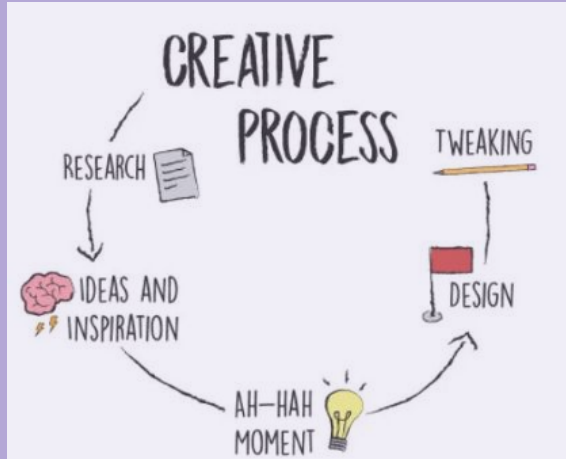 CREATIVE
PROCESS
RESEARCH
IDEAS AND
INSPIRATION
AH-HAH
MOMENT
DESIGN
TWEAKING